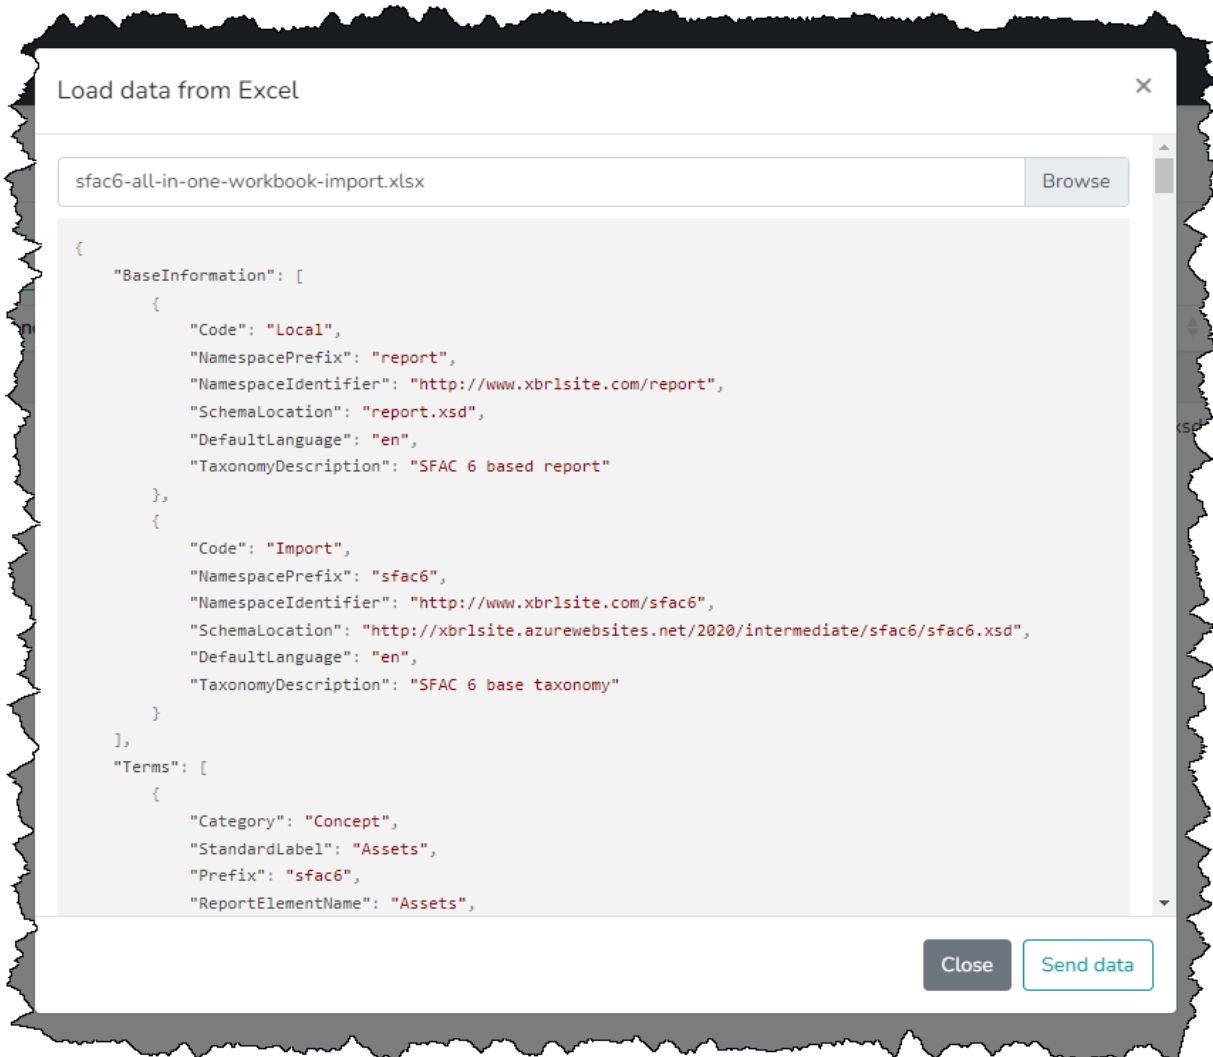 Load data from Excel ×
sfac6-all-in-one-workbook-import.xlsx Browse
{
"BaseInformation": [
{
"Code": "Local",
"NamespacePrefix": "report",
"NamespaceIdentifier": "http://www.xbrlsite.com/report",
"SchemaLocation": "report.xsd",
"DefaultLanguage": "en",
"TaxonomyDescription": "SFAC 6 based report"
},
{
"Code": "Import",
"NamespacePrefix": "sfac6",
"NamespaceIdentifier": "http://www.xbrlsite.com/sfac6",
"SchemaLocation": "http://xbrlsite.azurewebsites.net/2020/intermediate/sfac6/sfac6.xsd",
"DefaultLanguage": "en",
"TaxonomyDescription": "SFAC 6 base taxonomy"
}
],
"Terms": [
{
"Category": "Concept",
"StandardLabel": "Assets",
"Prefix": "sfac6",
"ReportElementName": "Assets",
Close Send data